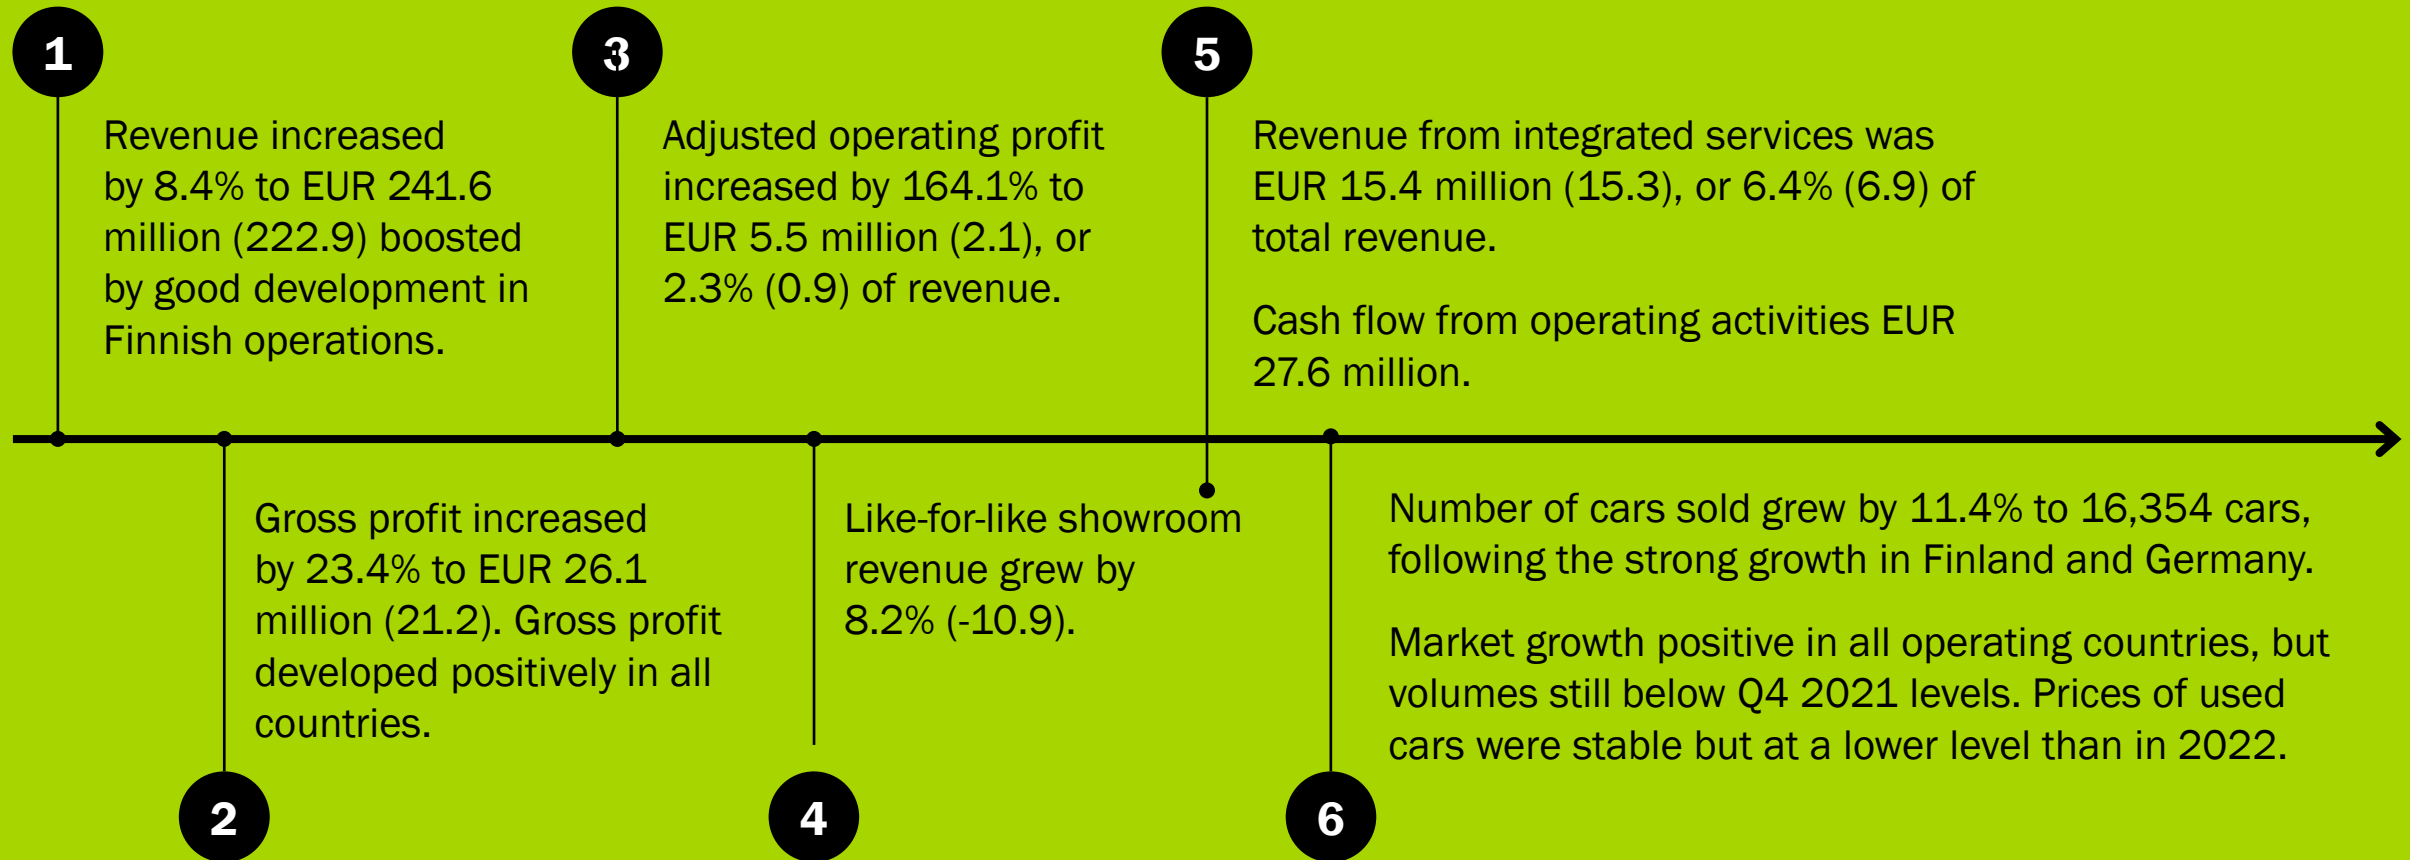 1
Revenue increased
by 8.4% to EUR 241.6
million (222.9) boosted
by good development in
Finnish operations.
2
Gross profit increased
by 23.4% to EUR 26.1
million (21.2). Gross profit
developed positively in all
countries.
3
Adjusted operating profit
increased by 164.1% to
EUR 5.5 million (2.1), or
2.3% (0.9) of revenue.
4
Like-for-like showroom
revenue grew by
8.2% (-10.9).
5
Revenue from integrated services was
EUR 15.4 million (15.3), or 6.4% (6.9) of
total revenue.
Cash flow from operating activities EUR
27.6 million.
6
Number of cars sold grew by 11.4% to 16,354 cars,
following the strong growth in Finland and Germany.
Market growth positive in all operating countries, but
volumes still below Q4 2021 levels. Prices of used
cars were stable but at a lower level than in 2022.